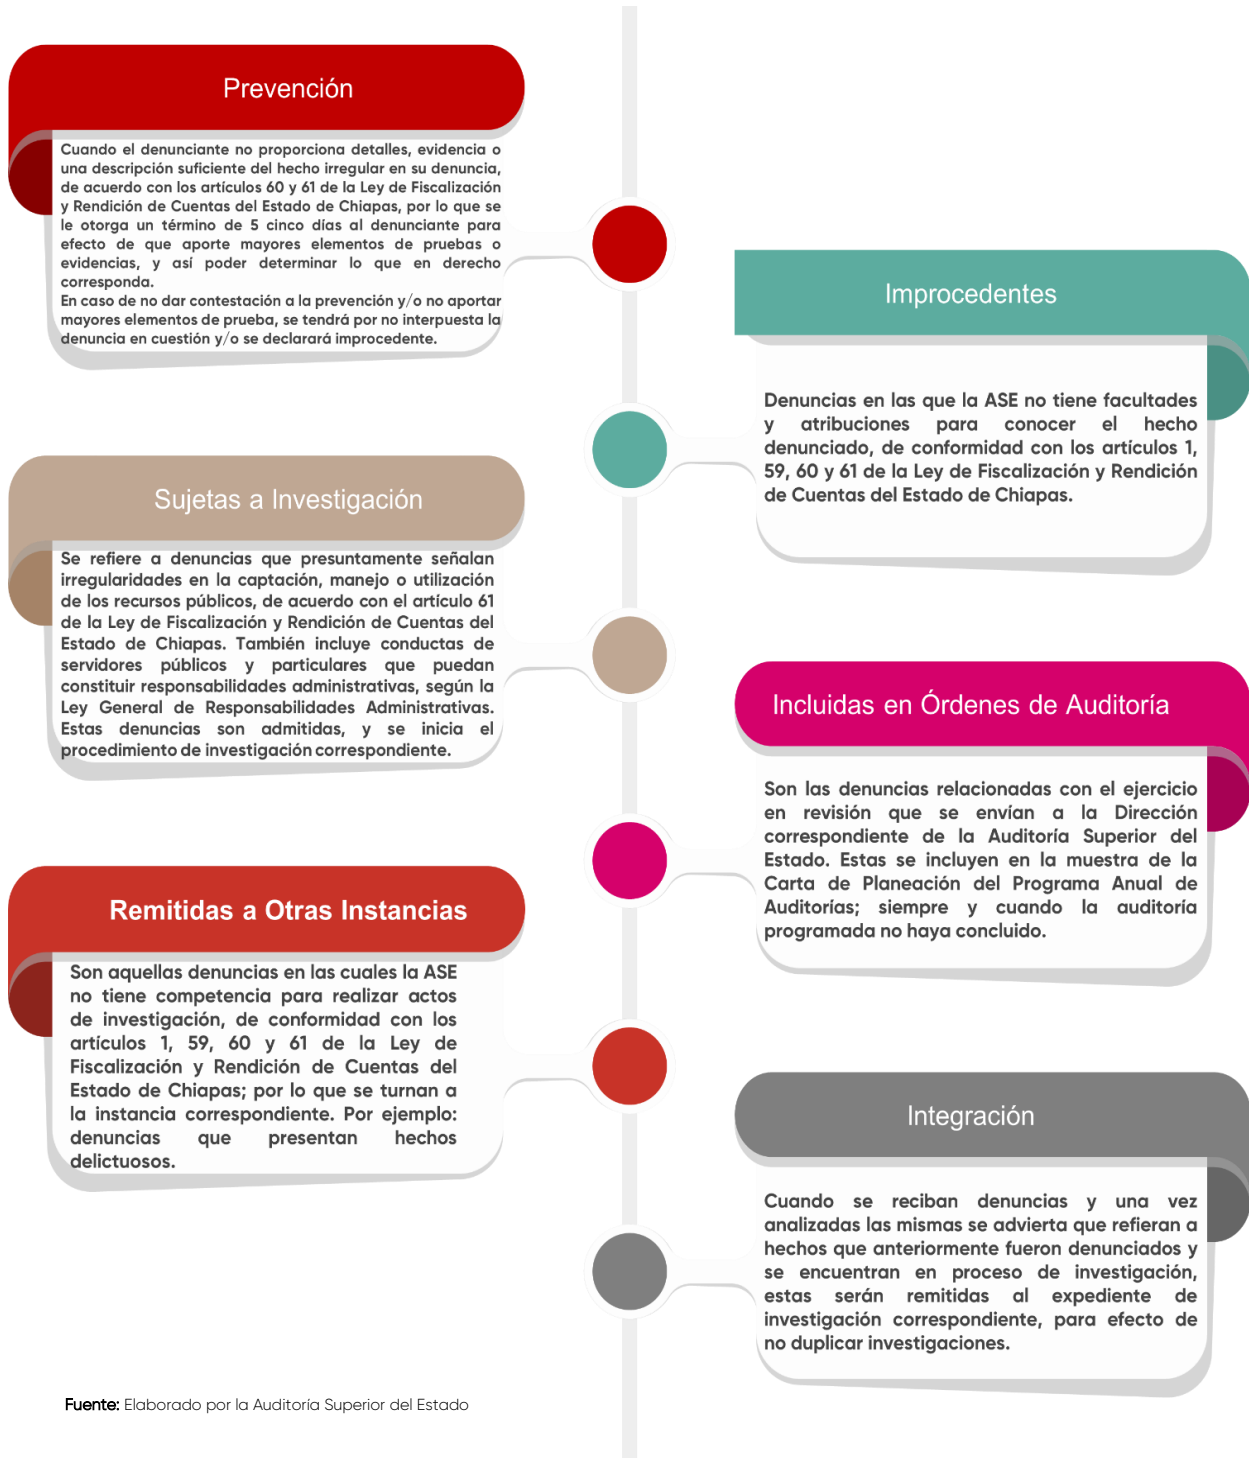 Prevención
Cuando el denunciante no proporciona detalles, evidencia o
una descripción suficiente del hecho irregular en su denuncia,
de acuerdo con los artículos 60 y 61 de la Ley de Fiscalización
y Rendición de Cuentas del Estado de Chiapas, por lo que se
le otorga un término de 5 cinco días al denunciante para
efecto de que aporte mayores elementos de pruebas o
evidencias, y así poder determinar lo que en derecho
corresponda.
En caso de no dar contestación a la prevención y/o no aportar
mayores elementos de prueba, se tendrá por no interpuesta la
denuncia en cuestión y/o se declarará improcedente.
Improcedentes
Denuncias en las que la ASE no tiene facultades
y atribuciones para conocer el hecho
denunciado, de conformidad con los artículos 1,
59, 60 y 61 de la Ley de Fiscalización y Rendición
de Cuentas del Estado de Chiapas.
Sujetas a Investigación
Se refiere a denuncias que presuntamente señalan
irregularidades en la captación, manejo o utilización
de los recursos públicos, de acuerdo con el artículo 61
de la Ley de Fiscalización y Rendición de Cuentas del
Estado de Chiapas. También incluye conductas de
servidores públicos y particulares que puedan
constituir responsabilidades administrativas, según la
Ley General de Responsabilidades Administrativas.
Estas denuncias son admitidas, y se inicia el
procedimiento de investigación correspondiente.
Incluidas en Órdenes de Auditoría
Son las denuncias relacionadas con el ejercicio
en revisión que se envían a la Dirección
correspondiente de la Auditoría Superior del
Estado. Estas se incluyen en la muestra de la
Carta de Planeación del Programa Anual de
Auditorías; siempre y cuando la auditoría
programada no haya concluido.
Remitidas a Otras Instancias
Son aquellas denuncias en las cuales la ASE
no tiene competencia para realizar actos
de investigación, de conformidad con los
artículos 1, 59, 60 y 61 de la Ley de
Fiscalización y Rendición de Cuentas del
Estado de Chiapas; por lo que se turnan a
la instancia correspondiente. Por ejemplo:
denuncias que presentan hechos
delictuosos.
Integración
Cuando se reciban denuncias y una vez
analizadas las mismas se advierta que refieran a
hechos que anteriormente fueron denunciados y
se encuentran en proceso de investigación,
estas serán remitidas al expediente de
investigación correspondiente, para efecto de
no duplicar investigaciones.
Fuente: Elaborado por la Auditoría Superior del Estado